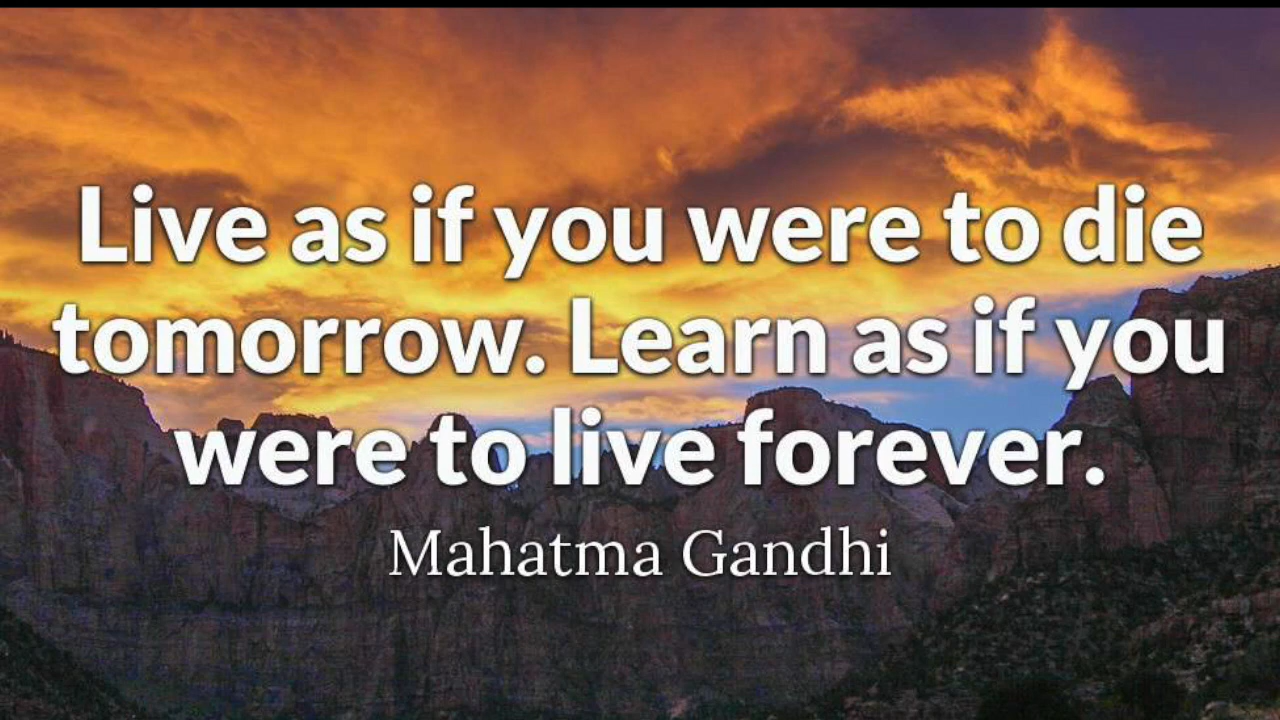 Live as if you were to die
tomorrow. Learn as if you
were to live forever.
Mahatma Gandhi